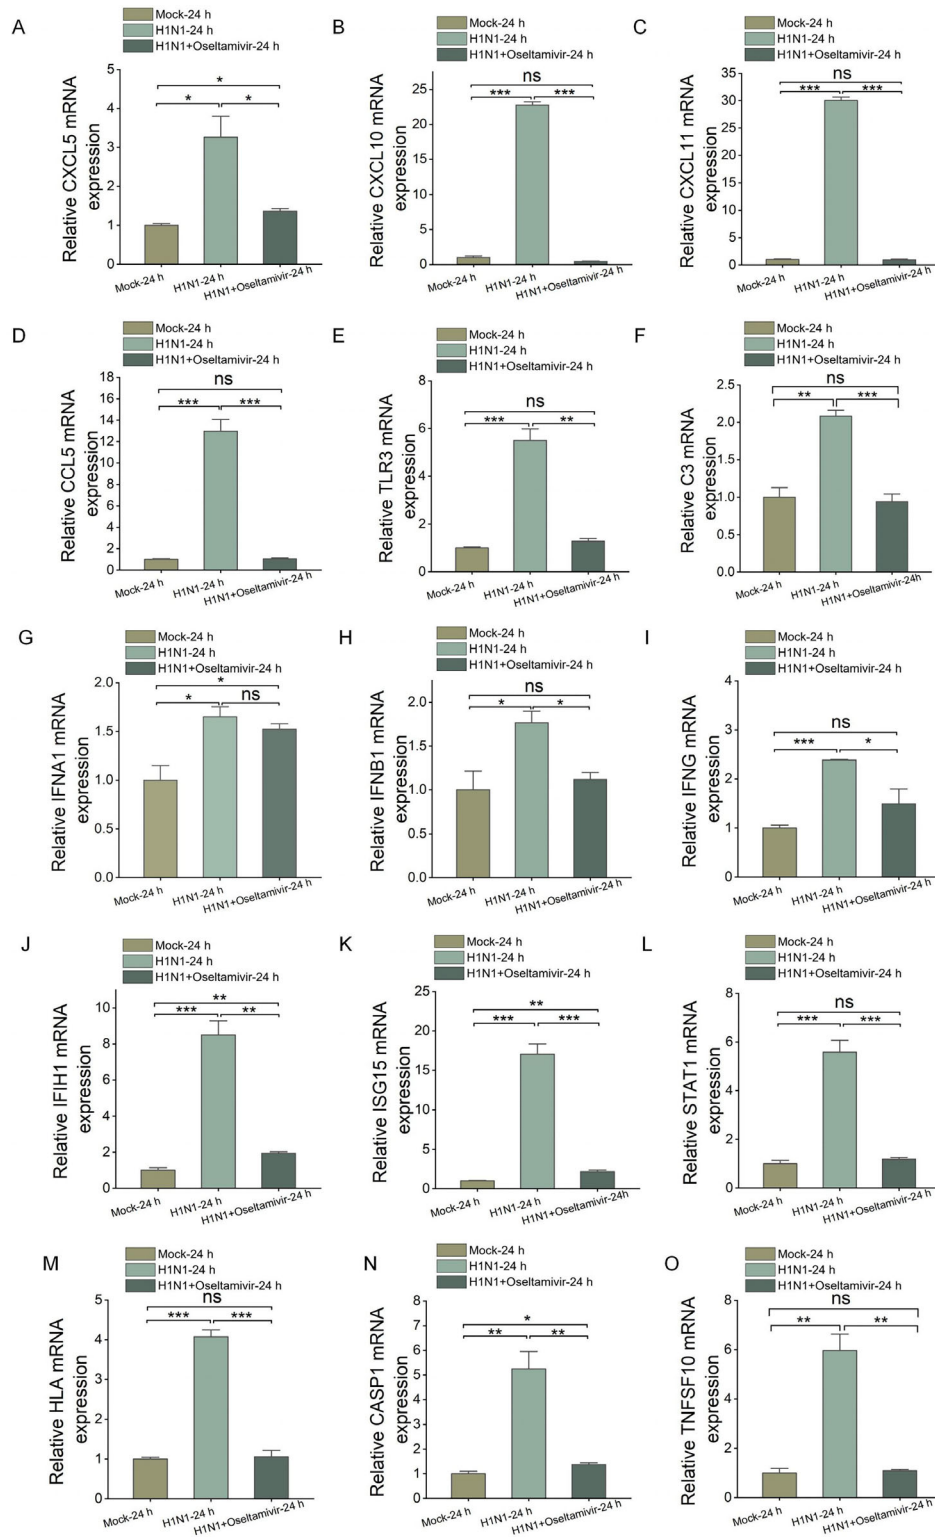 A
Mock-24 h
H1N1-24 h
H1N1+Oseltamivir-24 h
Relative CXCL5 mRNA
expression
5
4
3
2
1
0
*
* *
Mock-24 h
H1N1-24 h
H1N1+Oseltamivir-24 h
B
Mock-24 h
H1N1-24 h
H1N1+Oseltamivir-24 h
Relative CXCL10 mRNA
expression
25
20
15
10
5
0
ns
*** ***
Mock-24 h
H1N1-24 h
H1N1+Oseltamivir-24 h
C
Mock-24 h
H1N1-24 h
H1N1+Oseltamivir-24 h
Relative CXCL11 mRNA
expression
35
30
25
20
15
10
5
0
ns
*** ***
Mock-24 h
H1N1-24 h
H1N1+Oseltamivir-24 h
D
Mock-24 h
H1N1-24 h
H1N1+Oseltamivir-24 h
Relative CCL5 mRNA
expression
18
16
14
12
10
8
6
4
2
0
ns
*** ***
Mock-24 h
H1N1-24 h
H1N1+Oseltamivir-24 h
E
Mock-24 h
H1N1-24 h
H1N1+Oseltamivir-24 h
Relative TLR3 mRNA
expression
8
6
4
2
0
ns
*** **
Mock-24 h
H1N1-24 h
H1N1+Oseltamivir-24 h
F
Mock-24 h
H1N1-24 h
H1N1+Oseltamivir-24 h
Relative C3 mRNA
expression
2.5
2.0
1.5
1.0
0.5
0.0
ns
** ***
Mock-24 h
H1N1-24 h
H1N1+Oseltamivir-24h
G
Mock-24 h
H1N1-24 h
H1N1+Oseltamivir-24 h
Relative IFNA1 mRNA
expression
2.0
1.5
1.0
0.5
0.0
*
* ns
Mock-24 h
H1N1-24 h
H1N1+Oseltamivir-24 h
H
Mock-24 h
H1N1-24 h
H1N1+Oseltamivir-24 h
Relative IFNB1 mRNA
expression
2.0
1.5
1.0
0.5
0.0
ns
* *
Mock-24 h
H1N1-24 h
H1N1+Oseltamivir-24 h
I
Mock-24 h
H1N1-24 h
H1N1+Oseltamivir-24 h
Relative IFNG mRNA
expression
4
3
2
1
0
ns
*** *
Mock-24 h
H1N1-24 h
H1N1+Oseltamivir-24 h
J
Mock-24 h
H1N1-24 h
H1N1+Oseltamivir-24 h
Relative IFIH1 mRNA
expression
10
8
6
4
2
0
**
*** **
Mock-24 h
H1N1-24 h
H1N1+Oseltamivir-24 h
K
Mock-24 h
H1N1-24 h
H1N1+Oseltamivir-24 h
Relative ISG15 mRNA
expression
25
20
15
10
5
0
**
*** ***
Mock-24 h
H1N1-24 h
H1N1+Oseltamivir-24h
L
Mock-24 h
H1N1-24 h
H1N1+Oseltamivir-24 h
Relative STAT1 mRNA
expression
8
6
4
2
0
ns
*** ***
Mock-24 h
H1N1-24 h
H1N1+Oseltamivir-24 h
M
Mock-24 h
H1N1-24 h
H1N1+Oseltamivir-24 h
Relative HLA mRNA
expression
5
4
3
2
1
0
ns
*** ***
Mock-24 h
H1N1-24 h
H1N1+Oseltamivir-24 h
N
Mock-24 h
H1N1-24 h
H1N1+Oseltamivir-24 h
Relative CASP1 mRNA
expression
8
7
6
5
4
3
2
1
0
*
** **
Mock-24 h
H1N1-24 h
H1N1+Oseltamivir-24 h
O
Mock-24 h
H1N1-24 h
H1N1+Oseltamivir-24 h
Relative TNFSF10 mRNA
expression
8
6
4
2
0
ns
** **
Mock-24 h
H1N1-24 h
H1N1+Oseltamivir-24 h